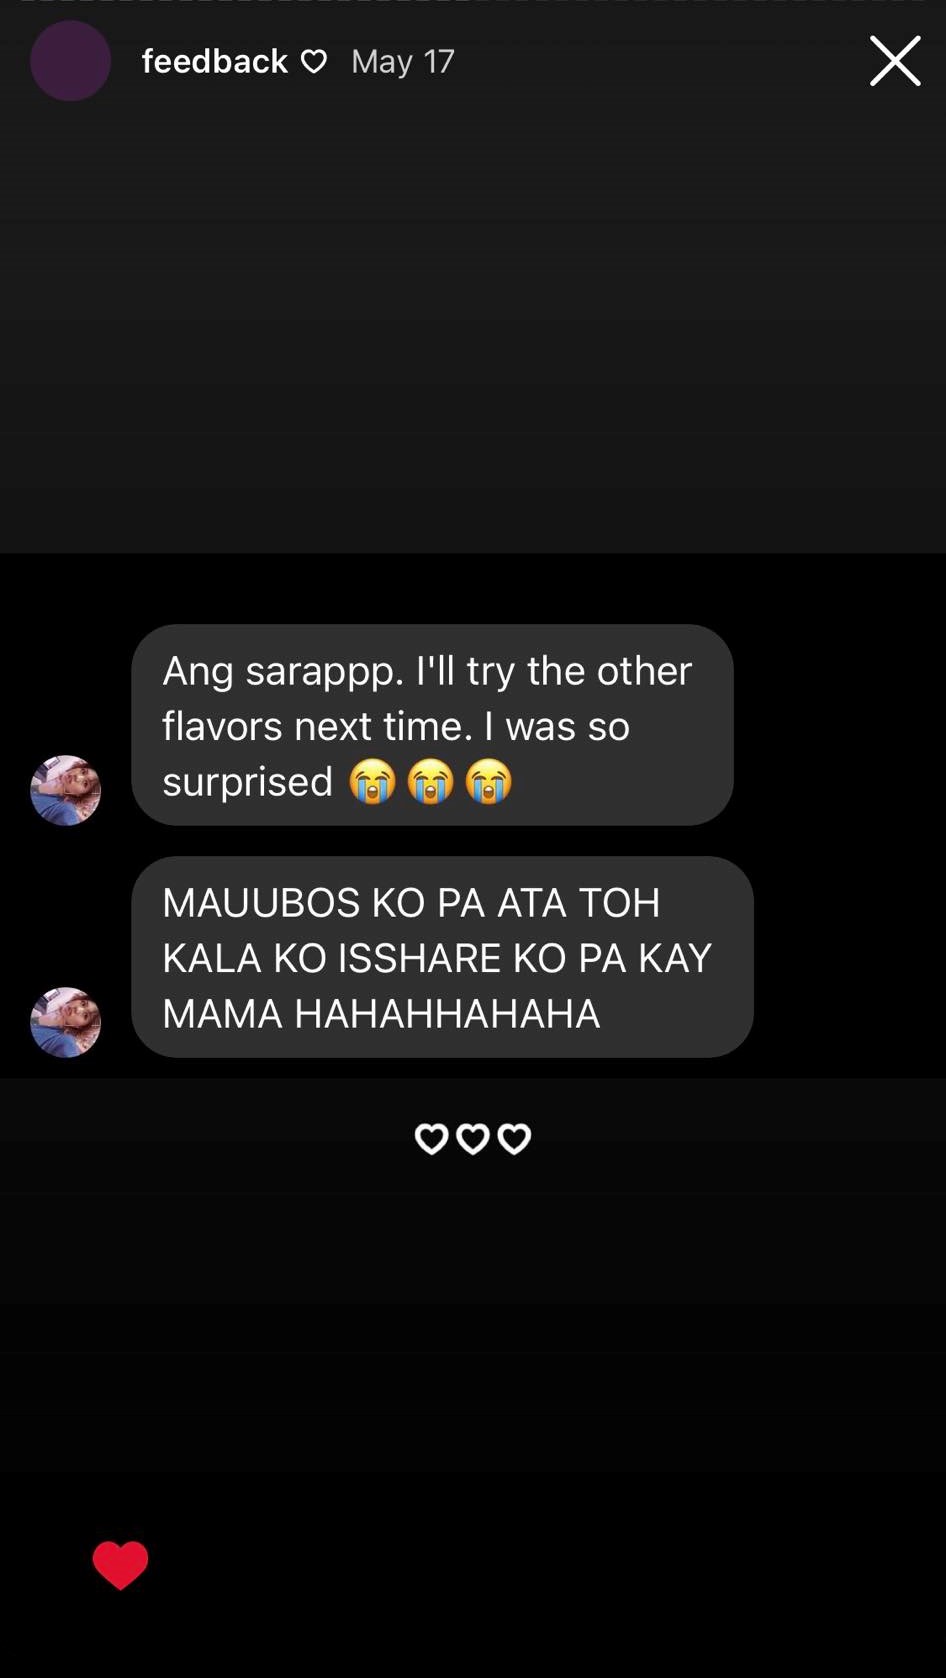 feedback ♡ May 17
Ang sarappp. I'll try the other
flavors next time. I was so
surprised 😭😭😭
MAUUBOS KO PA ATA TOH
KALA KO ISSHARE KO PA KAY
MAMA HAHAHHAHAHA
♡♡♡